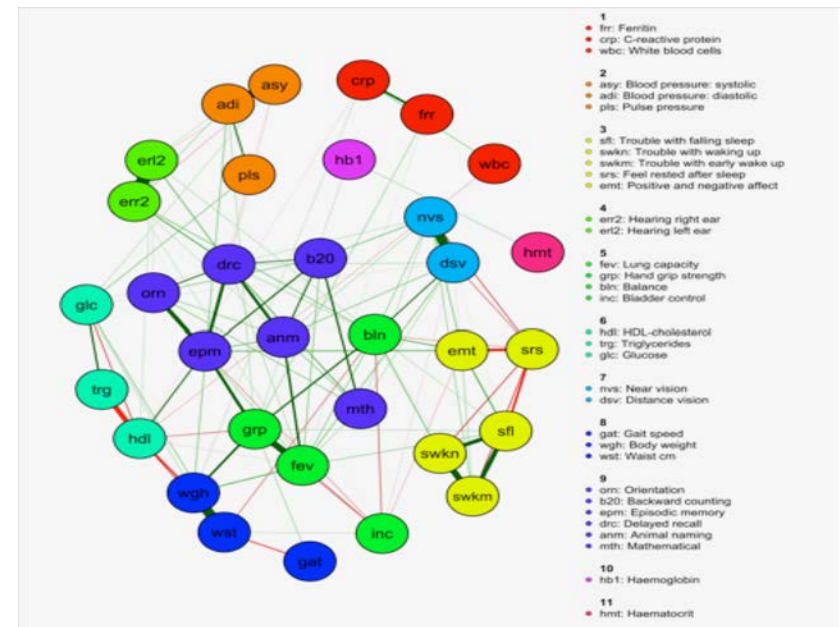 asy
adi
crp
frr
erl2
pls
hb1
wbc
err2
nvs
drc
b20
dsv
hmt
orn
glc
anm
bln
epm
emt
srs
trg
mth
hdl
grp
sfl
swkn
fev
wgh
swkm
wst
inc
gat
1
frr: Ferritin
crp: C-reactive protein
wbc: White blood cells
2
asy: Blood pressure: systolic
adi: Blood pressure: diastolic
pls: Pulse pressure
3
sfl: Trouble with falling sleep
swkn: Trouble with waking up
swkm: Trouble with early wake up
srs: Feel rested after sleep
emt: Positive and negative affect
4
err2: Hearing right ear
erl2: Hearing left ear
5
fev: Lung capacity
grp: Hand grip strength
bln: Balance
inc: Bladder control
6
hdl: HDL-cholesterol
trg: Triglycerides
glc: Glucose
7
nvs: Near vision
dsv: Distance vision
8
gat: Gait speed
wgh: Body weight
wst: Waist cm
9
orn: Orientation
b20: Backward counting
epm: Episodic memory
drc: Delayed recall
anm: Animal naming
mth: Mathematical
10
hb1: Haemoglobin
11
hmt: Haematocrit